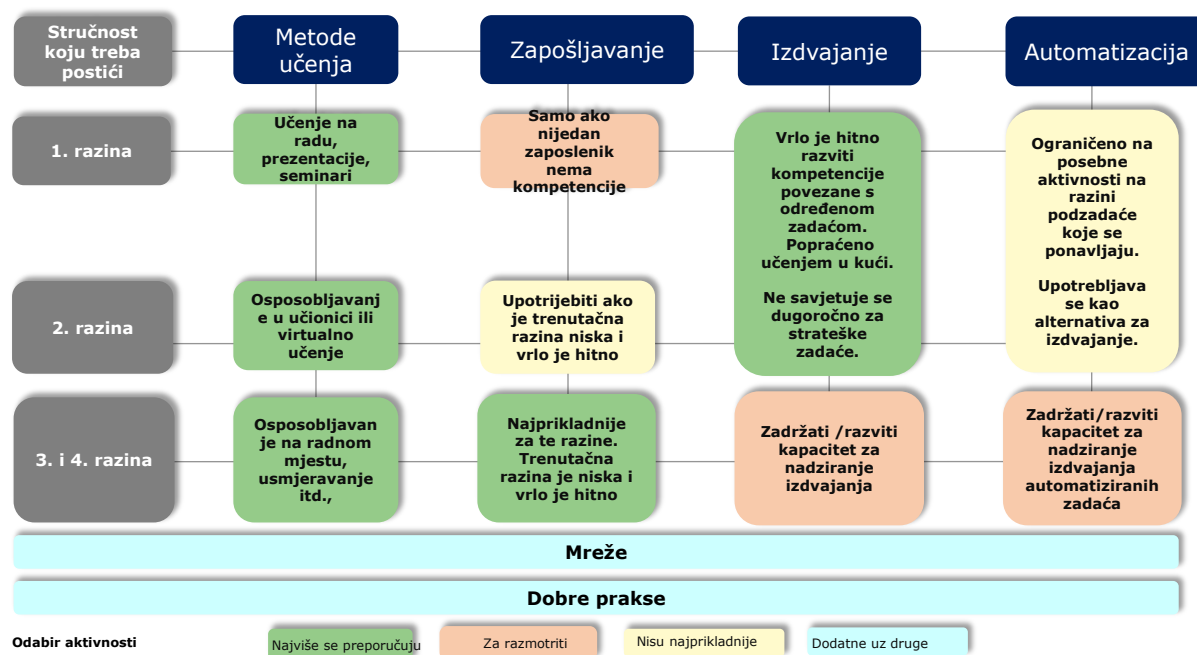 Stručnost
koju treba
postići
Metode
učenja
Zapošljavanje
Izdvajanje
Automatizacija
1. razina
Učenje na
radu,
prezentacije,
seminari
Samo ako
nijedan
zaposlenik
nema
kompetencije
Vrlo je hitno
razviti
kompetencije
povezane s
određenom
zadaćom.
Popraćeno
učenjem u kući.
Ne savjetuje se
dugoročno za
strateške
zadaće.
Ograničeno na
posebne
aktivnosti na
razini
podzadaće
koje se
ponavljaju.
Upotrebljava
se kao
alternativa za
izdvajanje.
2. razina
Osposobljavanj
e u učionici ili
virtualno
učenje
Upotrijebiti ako
je trenutačna
razina niska i
vrlo je hitno
3. i 4. razina
Osposobljavan
je na radnom
mjestu,
usmjeravanje
itd.,
Najprikladnije
za te razine.
Trenutačna
razina je niska i
vrlo je hitno
Zadržati /razviti
kapacitet za
nadziranje
izdvajanja
Zadržati/razviti
kapacitet za
nadziranje
izdvajanja
automatiziranih
zadaća
Mreže
Dobre prakse
Odabir aktivnosti
Najviše se preporučuju
Za razmotriti
Nisu najprikladnije
Dodatne uz druge